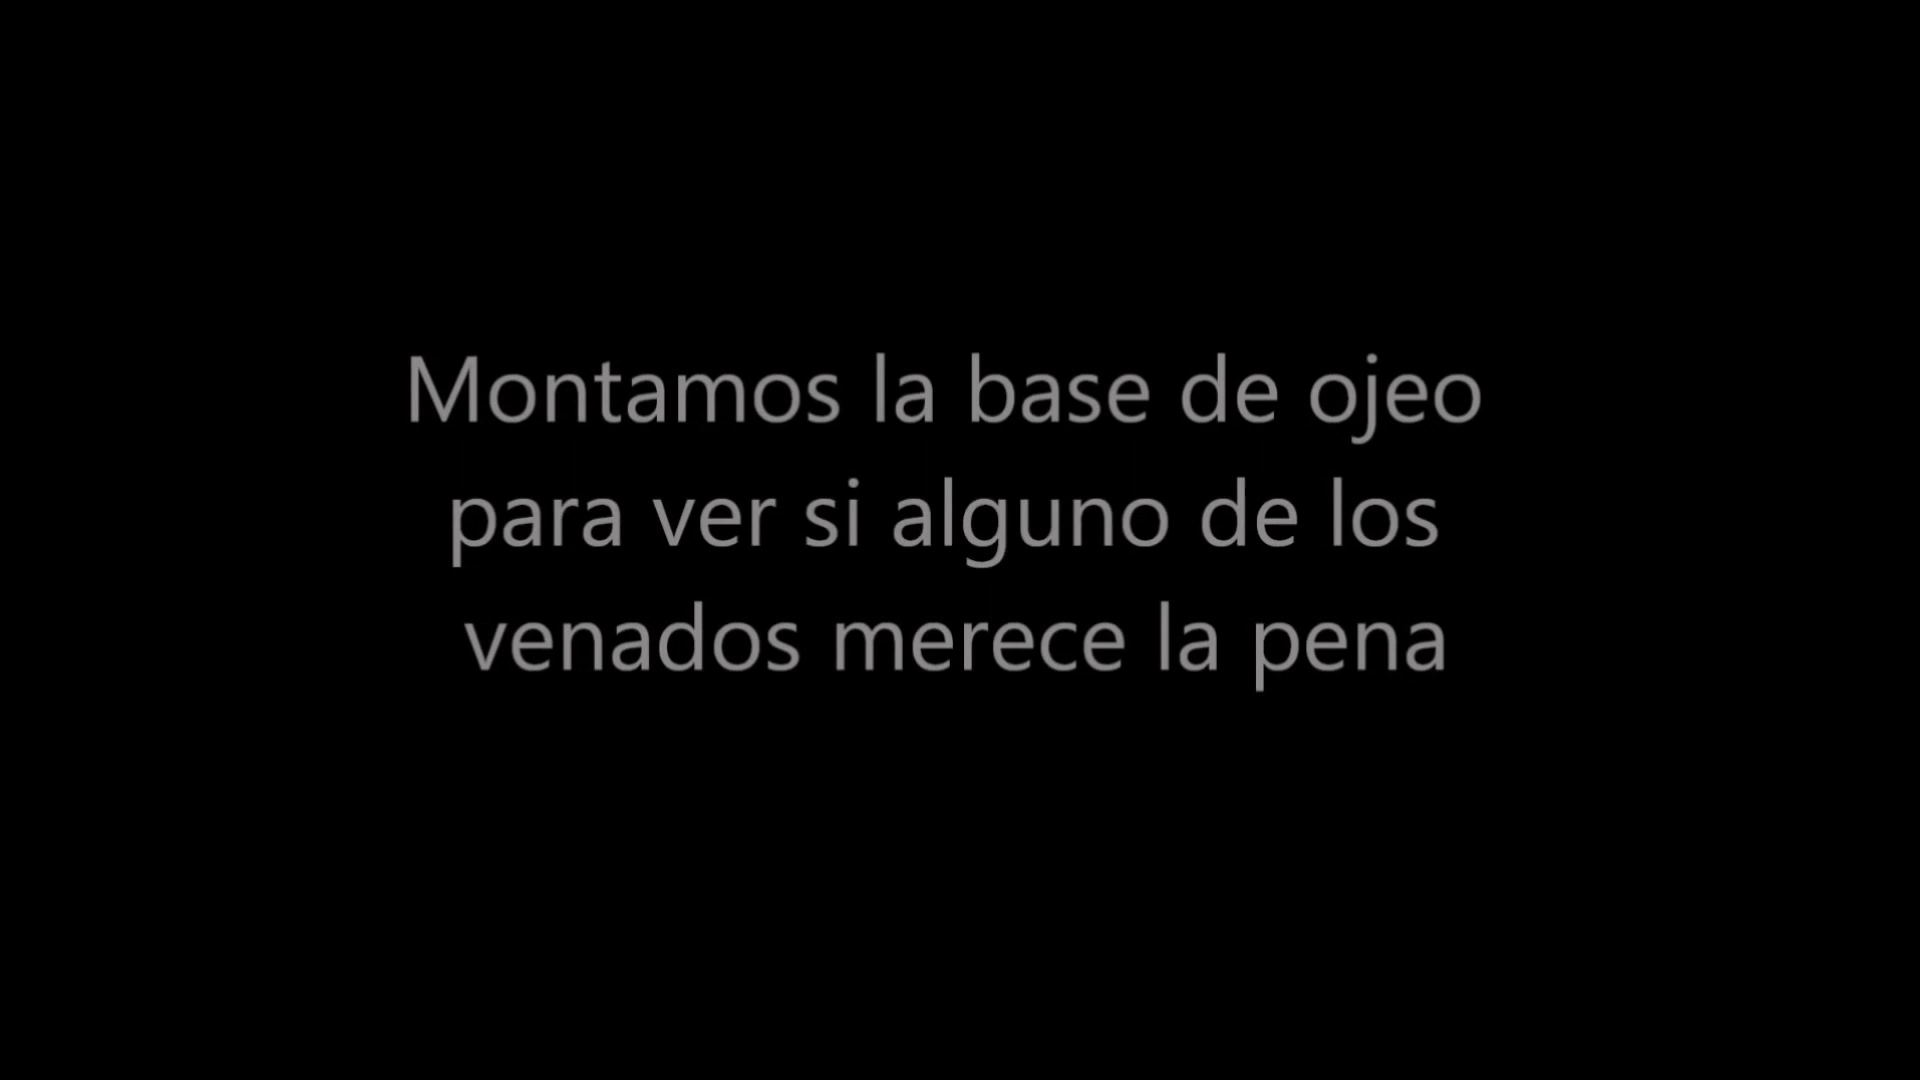 Montamos la base de ojeo
para ver si alguno de los
venados merece la pena